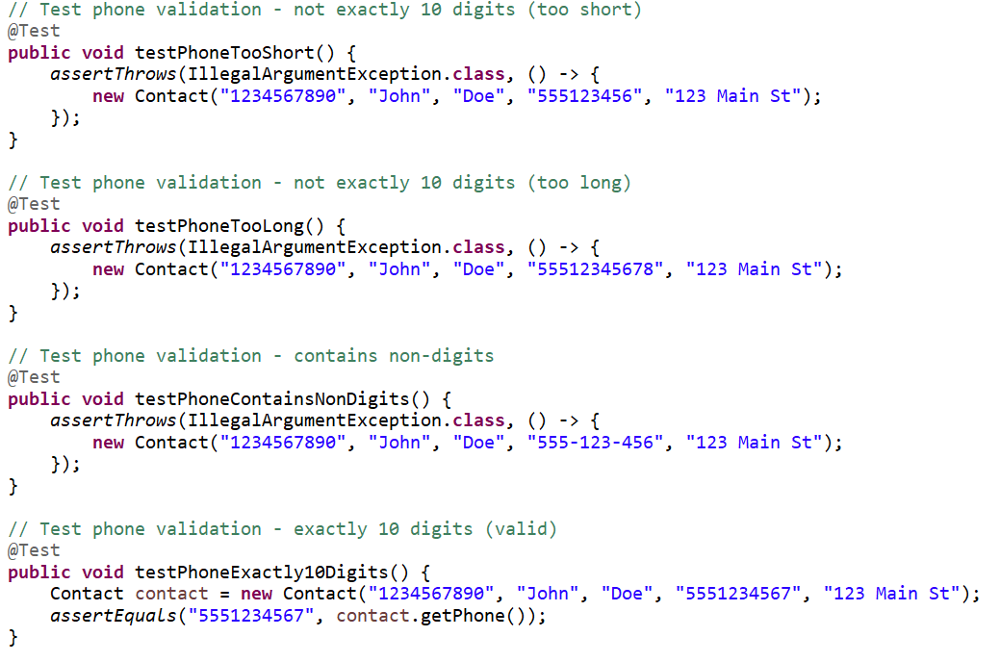 // Test phone validation - not exactly 10 digits (too short)
@Test
public void testPhoneTooShort() {
    assertThrows(IllegalArgumentException.class, () -> {
        new Contact("1234567890", "John", "Doe", "555123456", "123 Main St");
    });
}

// Test phone validation - not exactly 10 digits (too long)
@Test
public void testPhoneTooLong() {
    assertThrows(IllegalArgumentException.class, () -> {
        new Contact("1234567890", "John", "Doe", "55512345678", "123 Main St");
    });
}

// Test phone validation - contains non-digits
@Test
public void testPhoneContainsNonDigits() {
    assertThrows(IllegalArgumentException.class, () -> {
        new Contact("1234567890", "John", "Doe", "555-123-456", "123 Main St");
    });
}

// Test phone validation - exactly 10 digits (valid)
@Test
public void testPhoneExactly10Digits() {
    Contact contact = new Contact("1234567890", "John", "Doe", "5551234567", "123 Main St");
    assertEquals("5551234567", contact.getPhone());
}